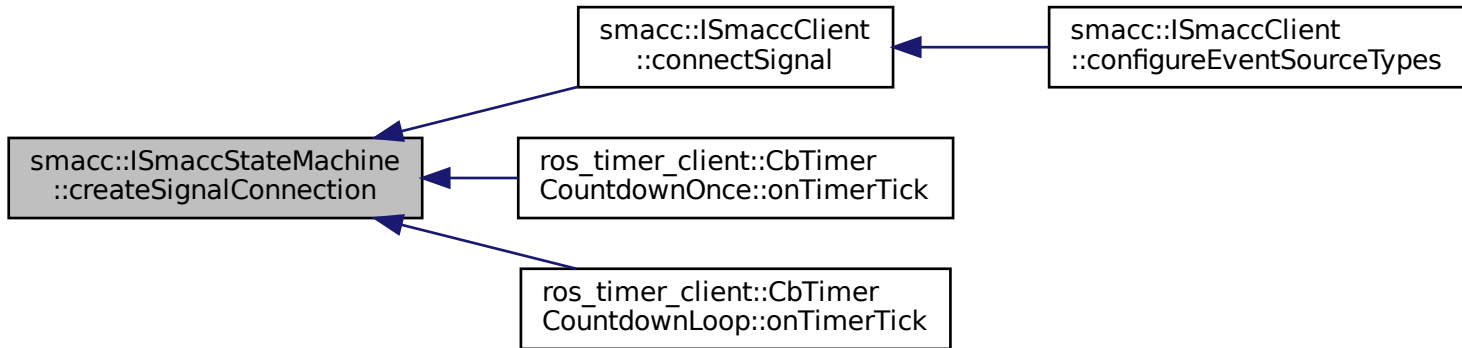 smacc::ISmaccClient
::connectSignal
smacc::ISmaccClient
::configureEventSourceTypes
smacc::ISmaccStateMachine
::createSignalConnection
ros_timer_client::CbTimer
CountdownOnce::onTimerTick
ros_timer_client::CbTimer
CountdownLoop::onTimerTick